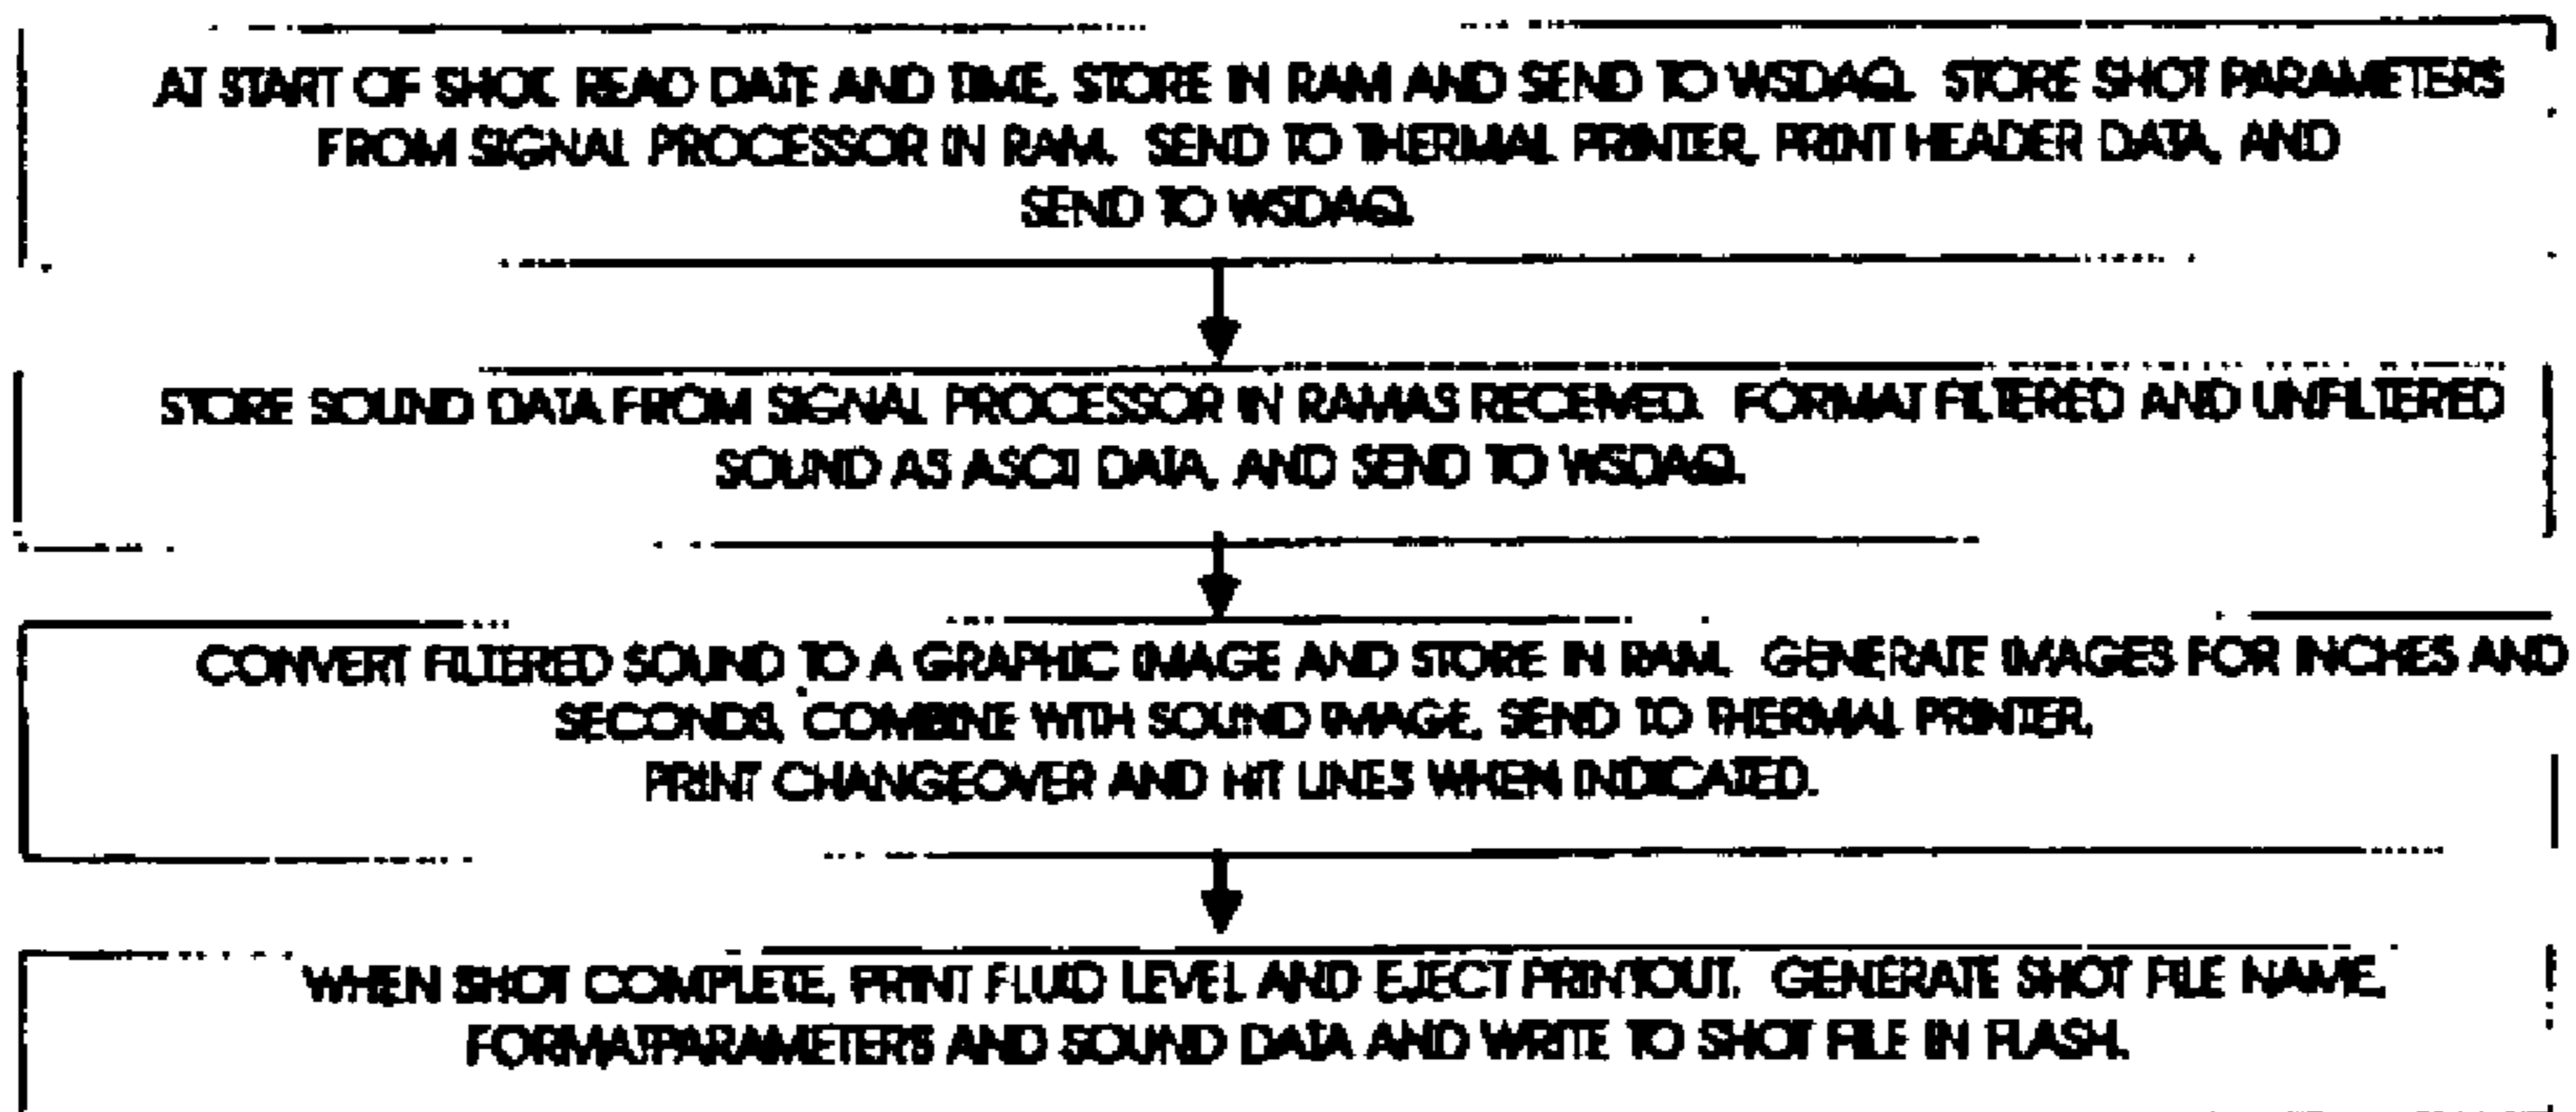 AT START OF SHOT, READ DATE AND TIME, STORE IN RAM AND SEND TO WSDAQ. STORE SHOT PARAMETERS
FROM SIGNAL PROCESSOR IN RAM. SEND TO THERMAL PRINTER, PRINT HEADER DATA, AND
SEND TO WSDAQ.
STORE SOUND DATA FROM SIGNAL PROCESSOR IN RAM AS RECEIVED. FORMAT FILTERED AND UNFILTERED
SOUND AS ASCII DATA, AND SEND TO WSDAQ.
CONVERT FILTERED SOUND TO A GRAPHIC IMAGE AND STORE IN RAM. GENERATE IMAGES FOR INCHES AND
SECONDS, COMBINE WITH SOUND IMAGE, SEND TO THERMAL PRINTER.
PRINT CHANGEOVER AND HIT LINES WHEN INDICATED.
WHEN SHOT COMPLETE, PRINT FLUID LEVEL AND EJECT PRINTOUT. GENERATE SHOT FILE NAME,
FORMAT PARAMETERS AND SOUND DATA AND WRITE TO SHOT FILE IN FLASH.